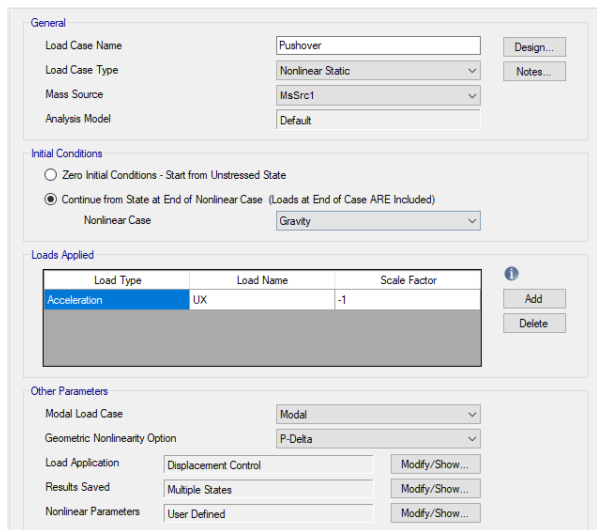 General
Load Case Name Pushover Design...
Load Case Type Nonlinear Static Notes...
Mass Source MsSrc1
Analysis Model Default
Initial Conditions
Zero Initial Conditions - Start from Unstressed State
Continue from State at End of Nonlinear Case (Loads at End of Case ARE Included)
Nonlinear Case Gravity
Loads Applied
Load Type Load Name Scale Factor
Acceleration UX -1 Add
Delete
Other Parameters
Modal Load Case Modal
Geometric Nonlinearity Option P-Delta
Load Application Displacement Control Modify/Show...
Results Saved Multiple States Modify/Show...
Nonlinear Parameters User Defined Modify/Show...